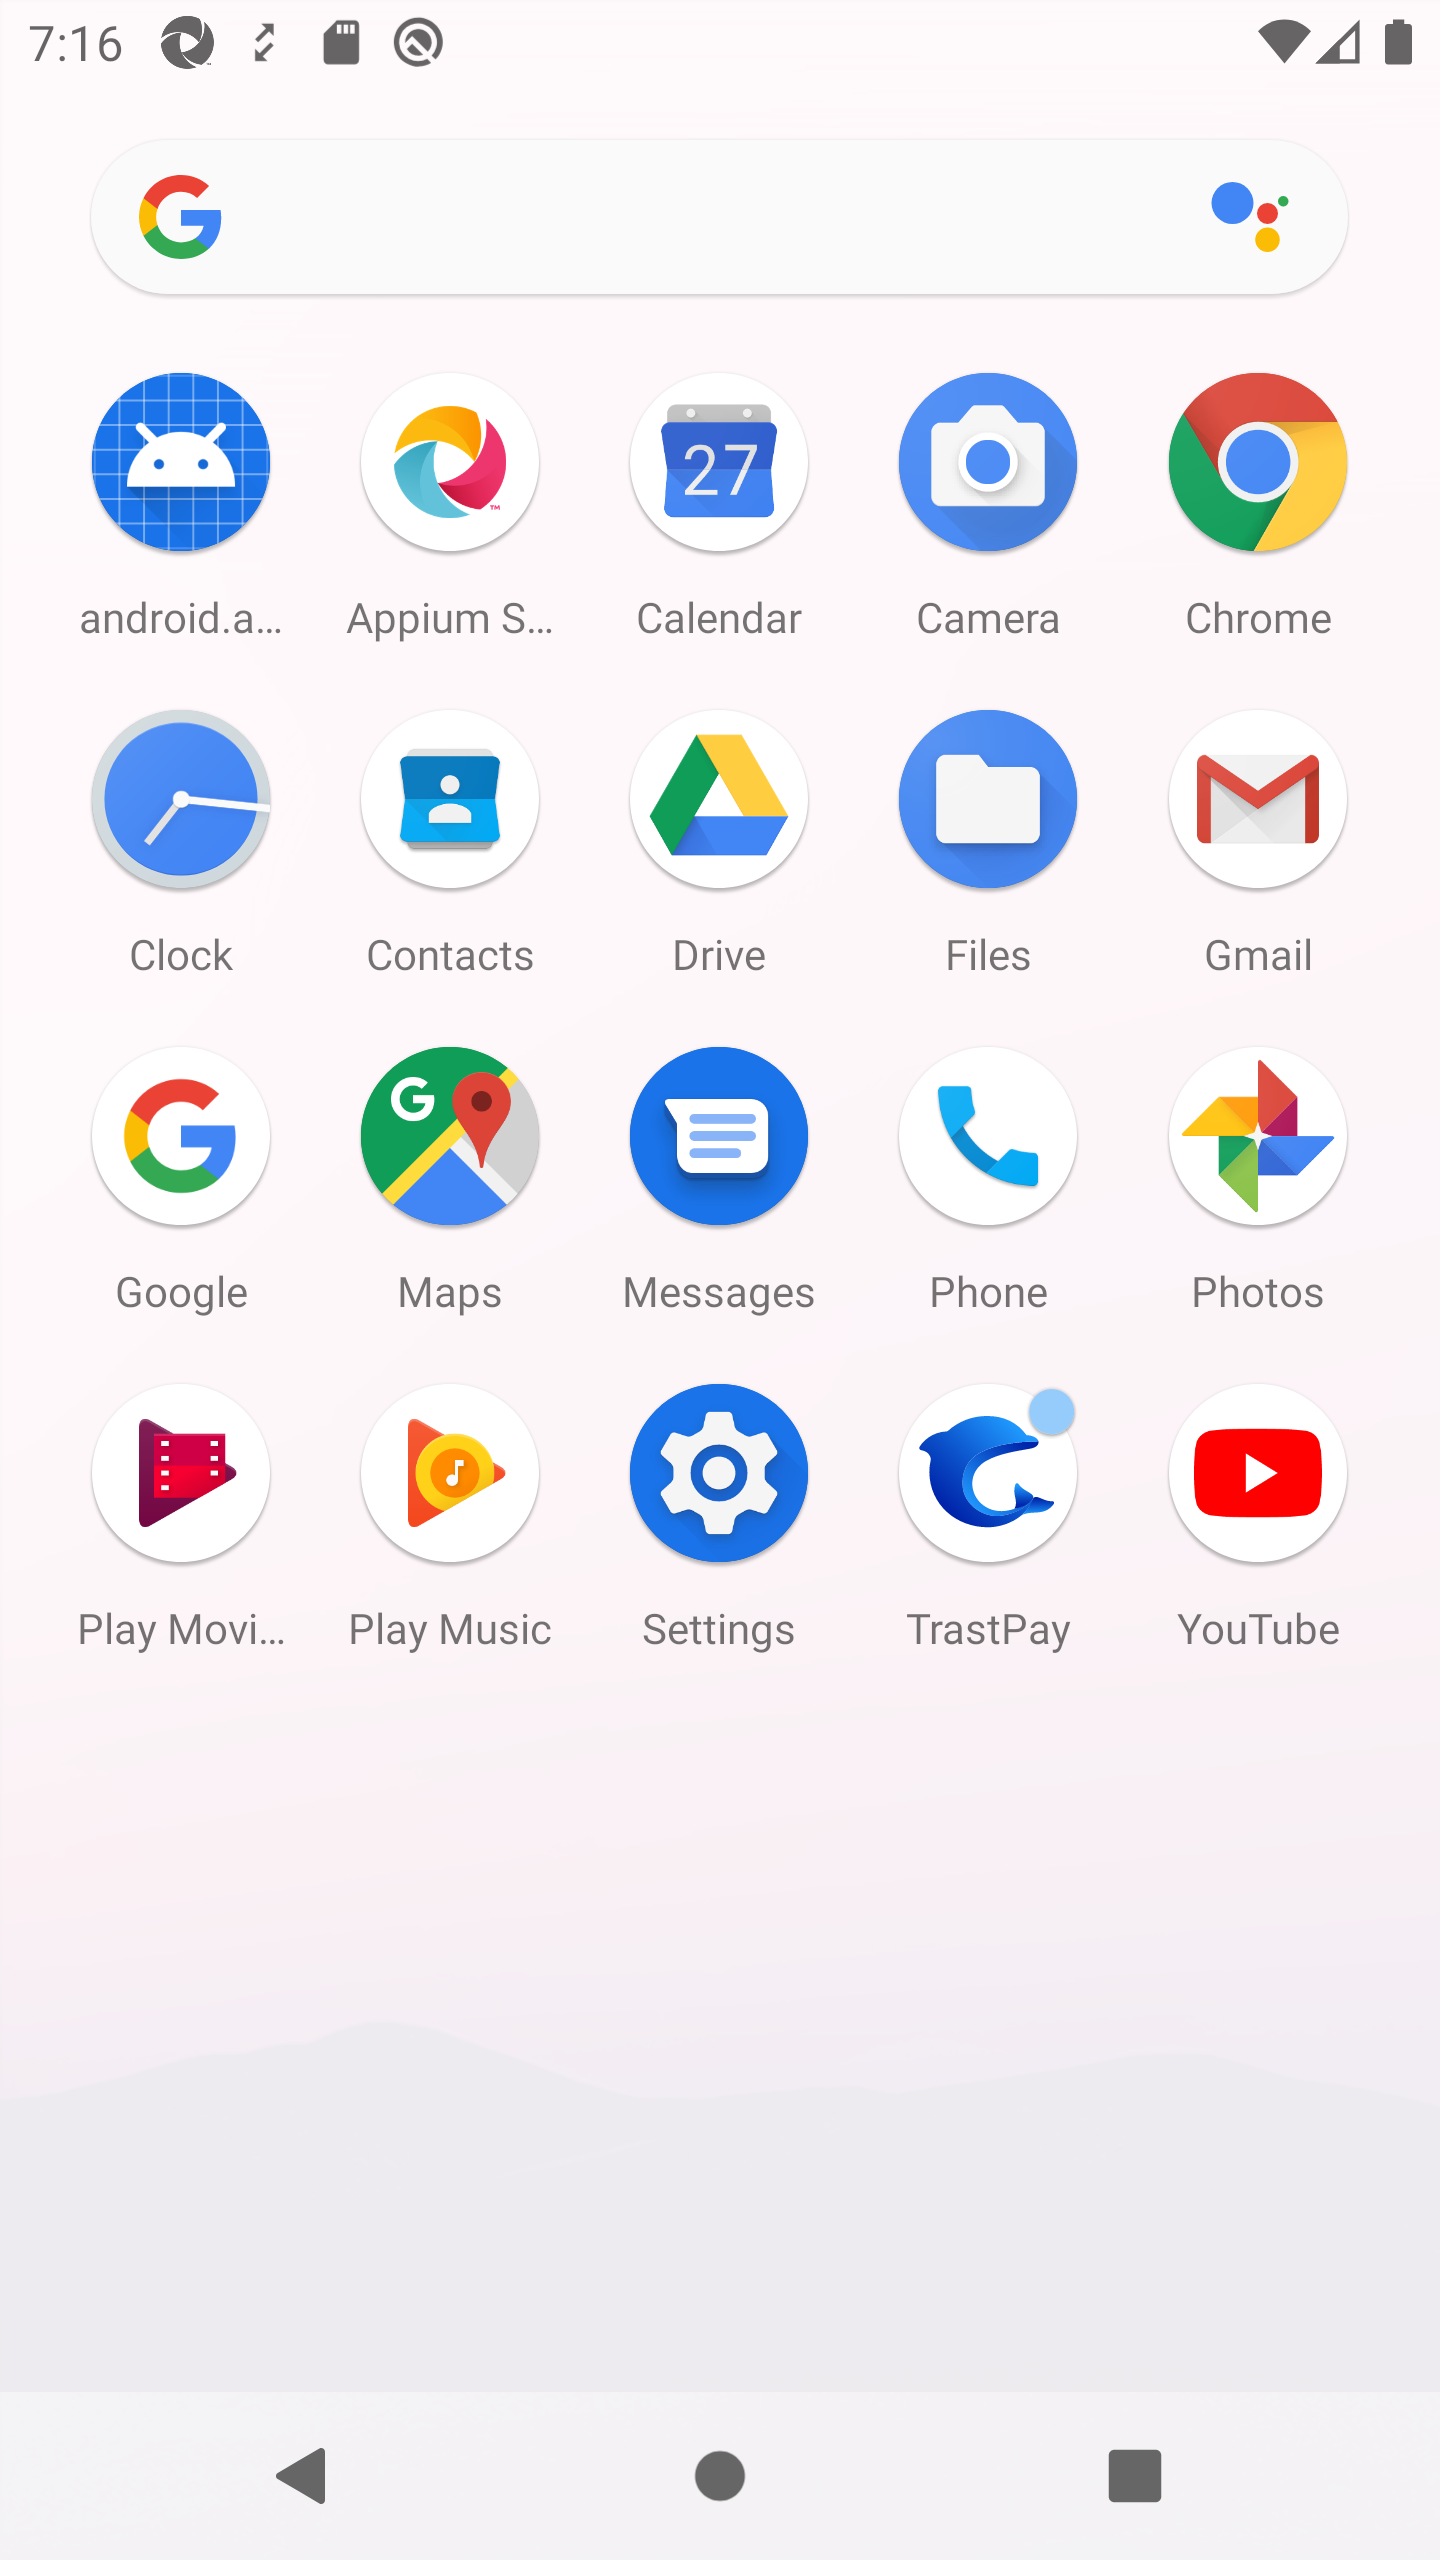 7:16
27
android.a... Appium S... Calendar Camera Chrome
Clock Contacts Drive Files Gmail
Google Maps Messages Phone Photos
Play Movi... Play Music Settings TrastPay YouTube